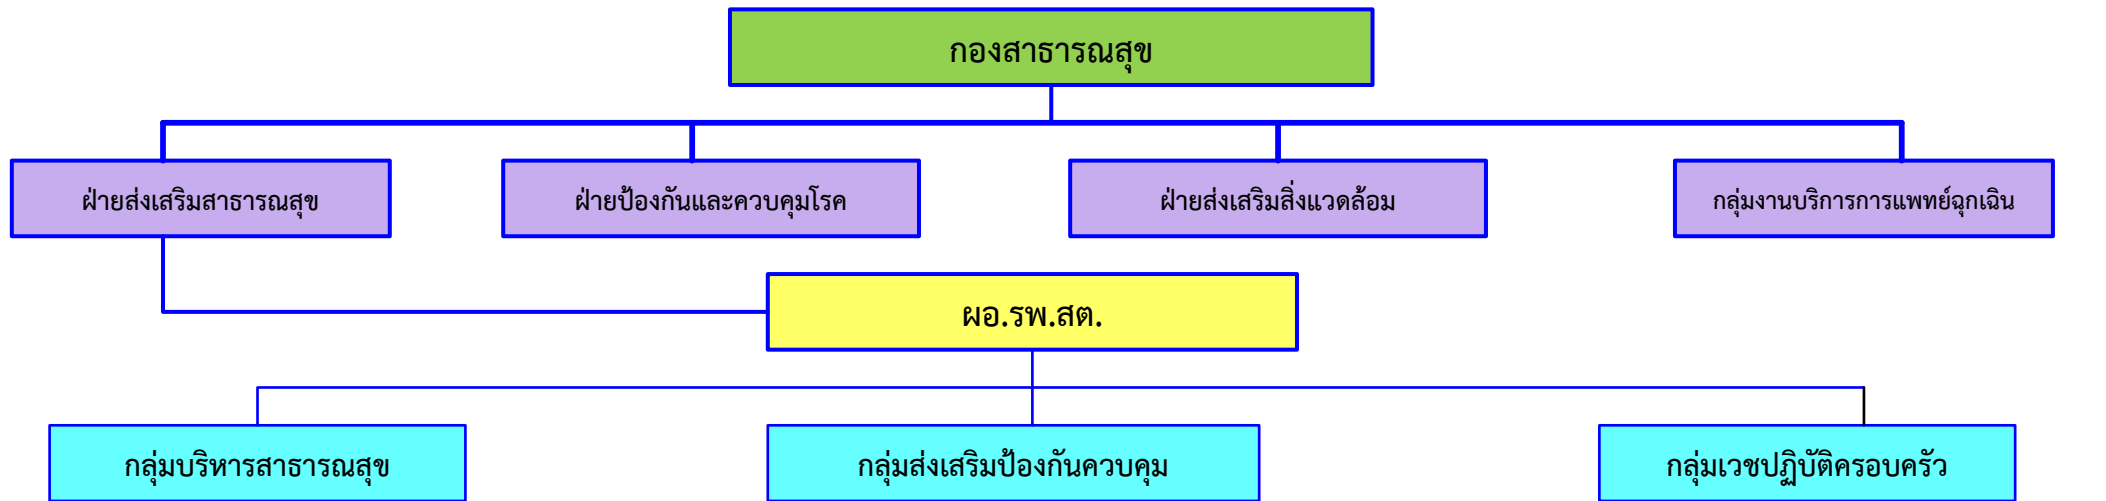 กองสาธารณสุข
ฝ่ายส่งเสริมสาธารณสุข
ฝ่ายป้องกันและควบคุมโรค
ฝ่ายส่งเสริมสิ่งแวดล้อม
กลุ่มงานบริการการแพทย์ฉุกเฉิน
ผอ.รพ.สต.
กลุ่มบริหารสาธารณสุข
กลุ่มส่งเสริมป้องกันควบคุม
กลุ่มเวชปฏิบัติครอบครัว